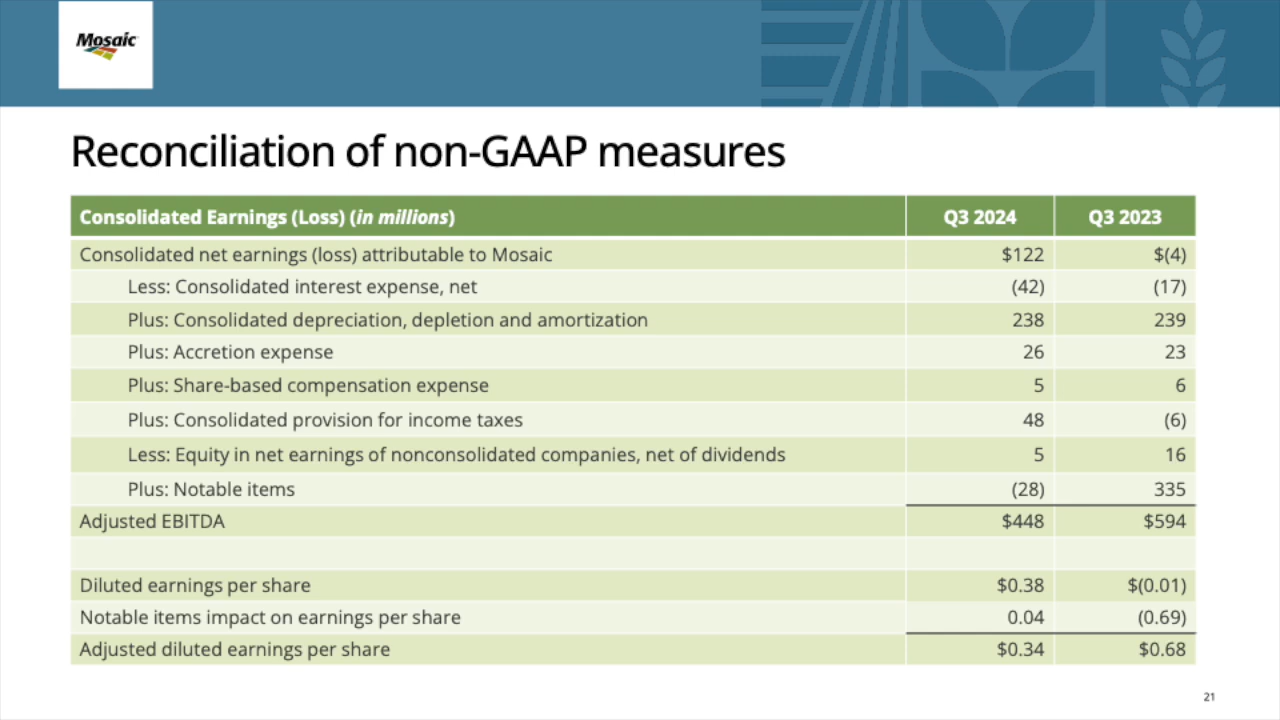 Mosaic
Reconciliation of non-GAAP measures
Consolidated Earnings (Loss) (in millions) Q3 2024 Q3 2023
Consolidated net earnings (loss) attributable to Mosaic $122 $(4)
Less: Consolidated interest expense, net (42) (17)
Plus: Consolidated depreciation, depletion and amortization 238 239
Plus: Accretion expense 26 23
Plus: Share-based compensation expense 5 6
Plus: Consolidated provision for income taxes 48 (6)
Less: Equity in net earnings of nonconsolidated companies, net of dividends 5 16
Plus: Notable items (28) 335
Adjusted EBITDA $448 $594
Diluted earnings per share $0.38 $(0.01)
Notable items impact on earnings per share 0.04 (0.69)
Adjusted diluted earnings per share $0.34 $0.68
21